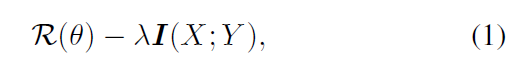 𝓡(θ) − λ𝑰(X; Y), (1)